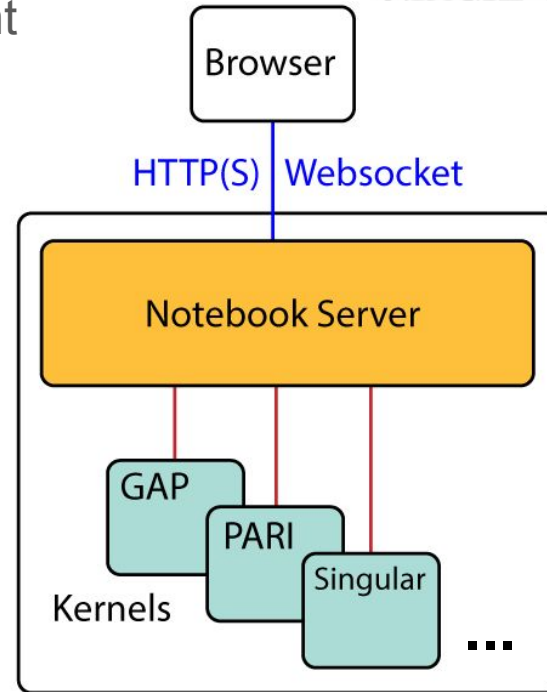 Browser
HTTP(S) Websocket
Notebook Server
GAP
PARI
Singular
Kernels
...